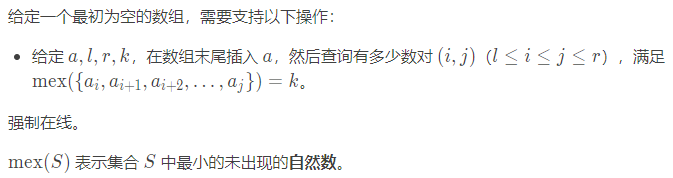 给定一个最初为空的数组，需要支持以下操作：
• 给定 a, l, r, k，在数组末尾插入 a，然后查询有多少数对 (i, j)（l ≤ i ≤ j ≤ r），满足
mex({a_i, a_{i+1}, a_{i+2}, …, a_j}) = k。
强制在线。
mex(S) 表示集合 S 中最小的未出现的自然数。